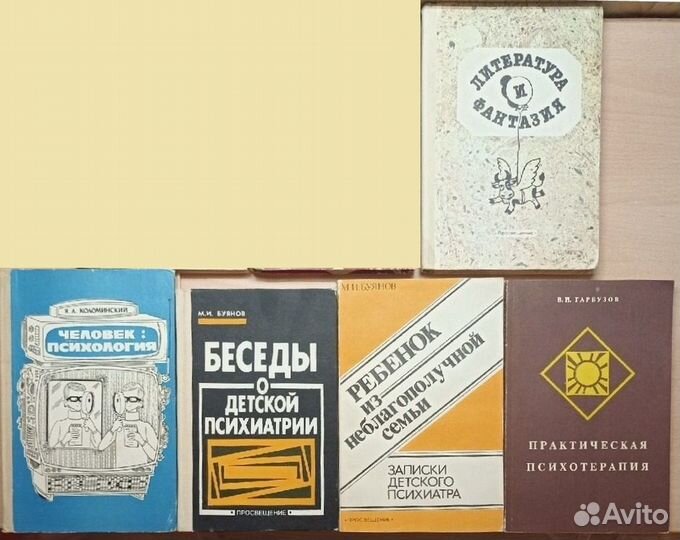 ЛИТЕРАТУРА
И
ФАНТАЗИЯ
Просвещение
Я. Л. КОЛОМИНСКИЙ
ЧЕЛОВЕК:
ПСИХОЛОГИЯ
М.И. БУЯНОВ
БЕСЕДЫ
О
ДЕТСКОЙ
ПСИХИАТРИИ
·ПРОСВЕЩЕНИЕ·
М.И.БУЯНОВ
РЕБЕНОК
ИЗ
неблагополучной
семьи
ЗАПИСКИ
ДЕТСКОГО
ПСИХИАТРА
·ПРОСВЕЩЕНИЕ·
В. И. ГАРБУЗОВ
ПРАКТИЧЕСКАЯ
ПСИХОТЕРАПИЯ
Avito